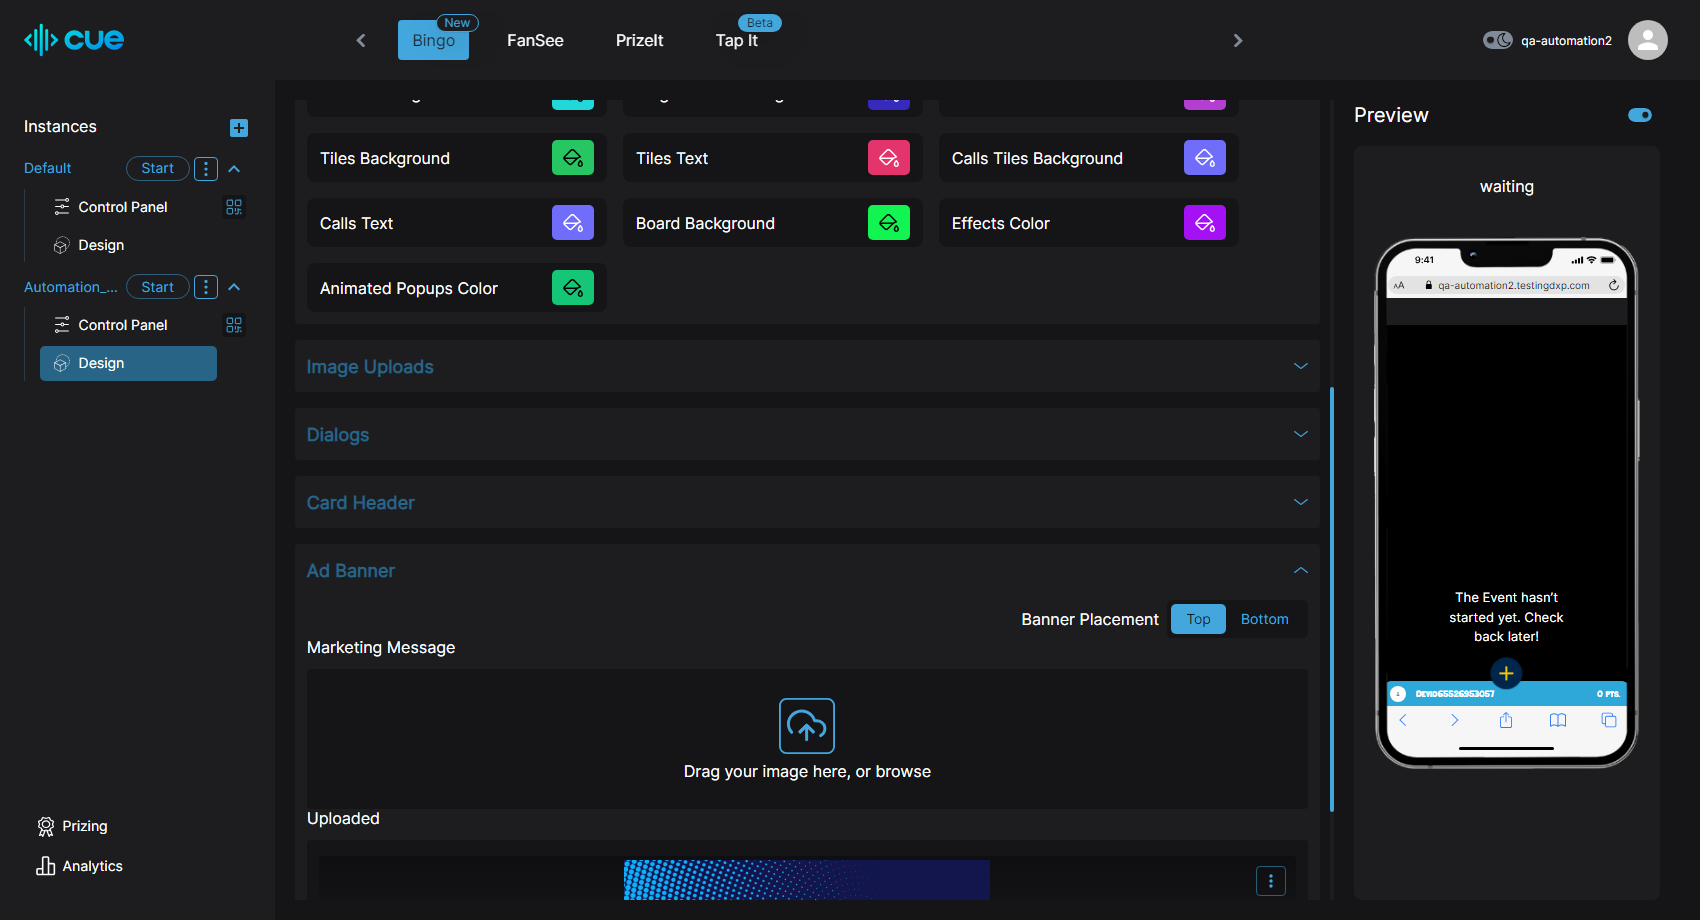 cue
Bingo
New
FanSee
PrizeIt
Tap It
Beta
qa-automation2
Instances
Default
Start
Control Panel
Design
Automation_...
Start
Control Panel
Design
Prizing
Analytics
Tiles Background
Tiles Text
Calls Tiles Background
Calls Text
Board Background
Effects Color
Animated Popups Color
Image Uploads
Dialogs
Card Header
Ad Banner
Banner Placement
Top
Bottom
Marketing Message
Drag your image here, or browse
Uploaded
Preview
waiting
9:41
AA
qa-automation2.testingdxp.com
The Event hasn't
started yet. Check
back later!
0 PTS.